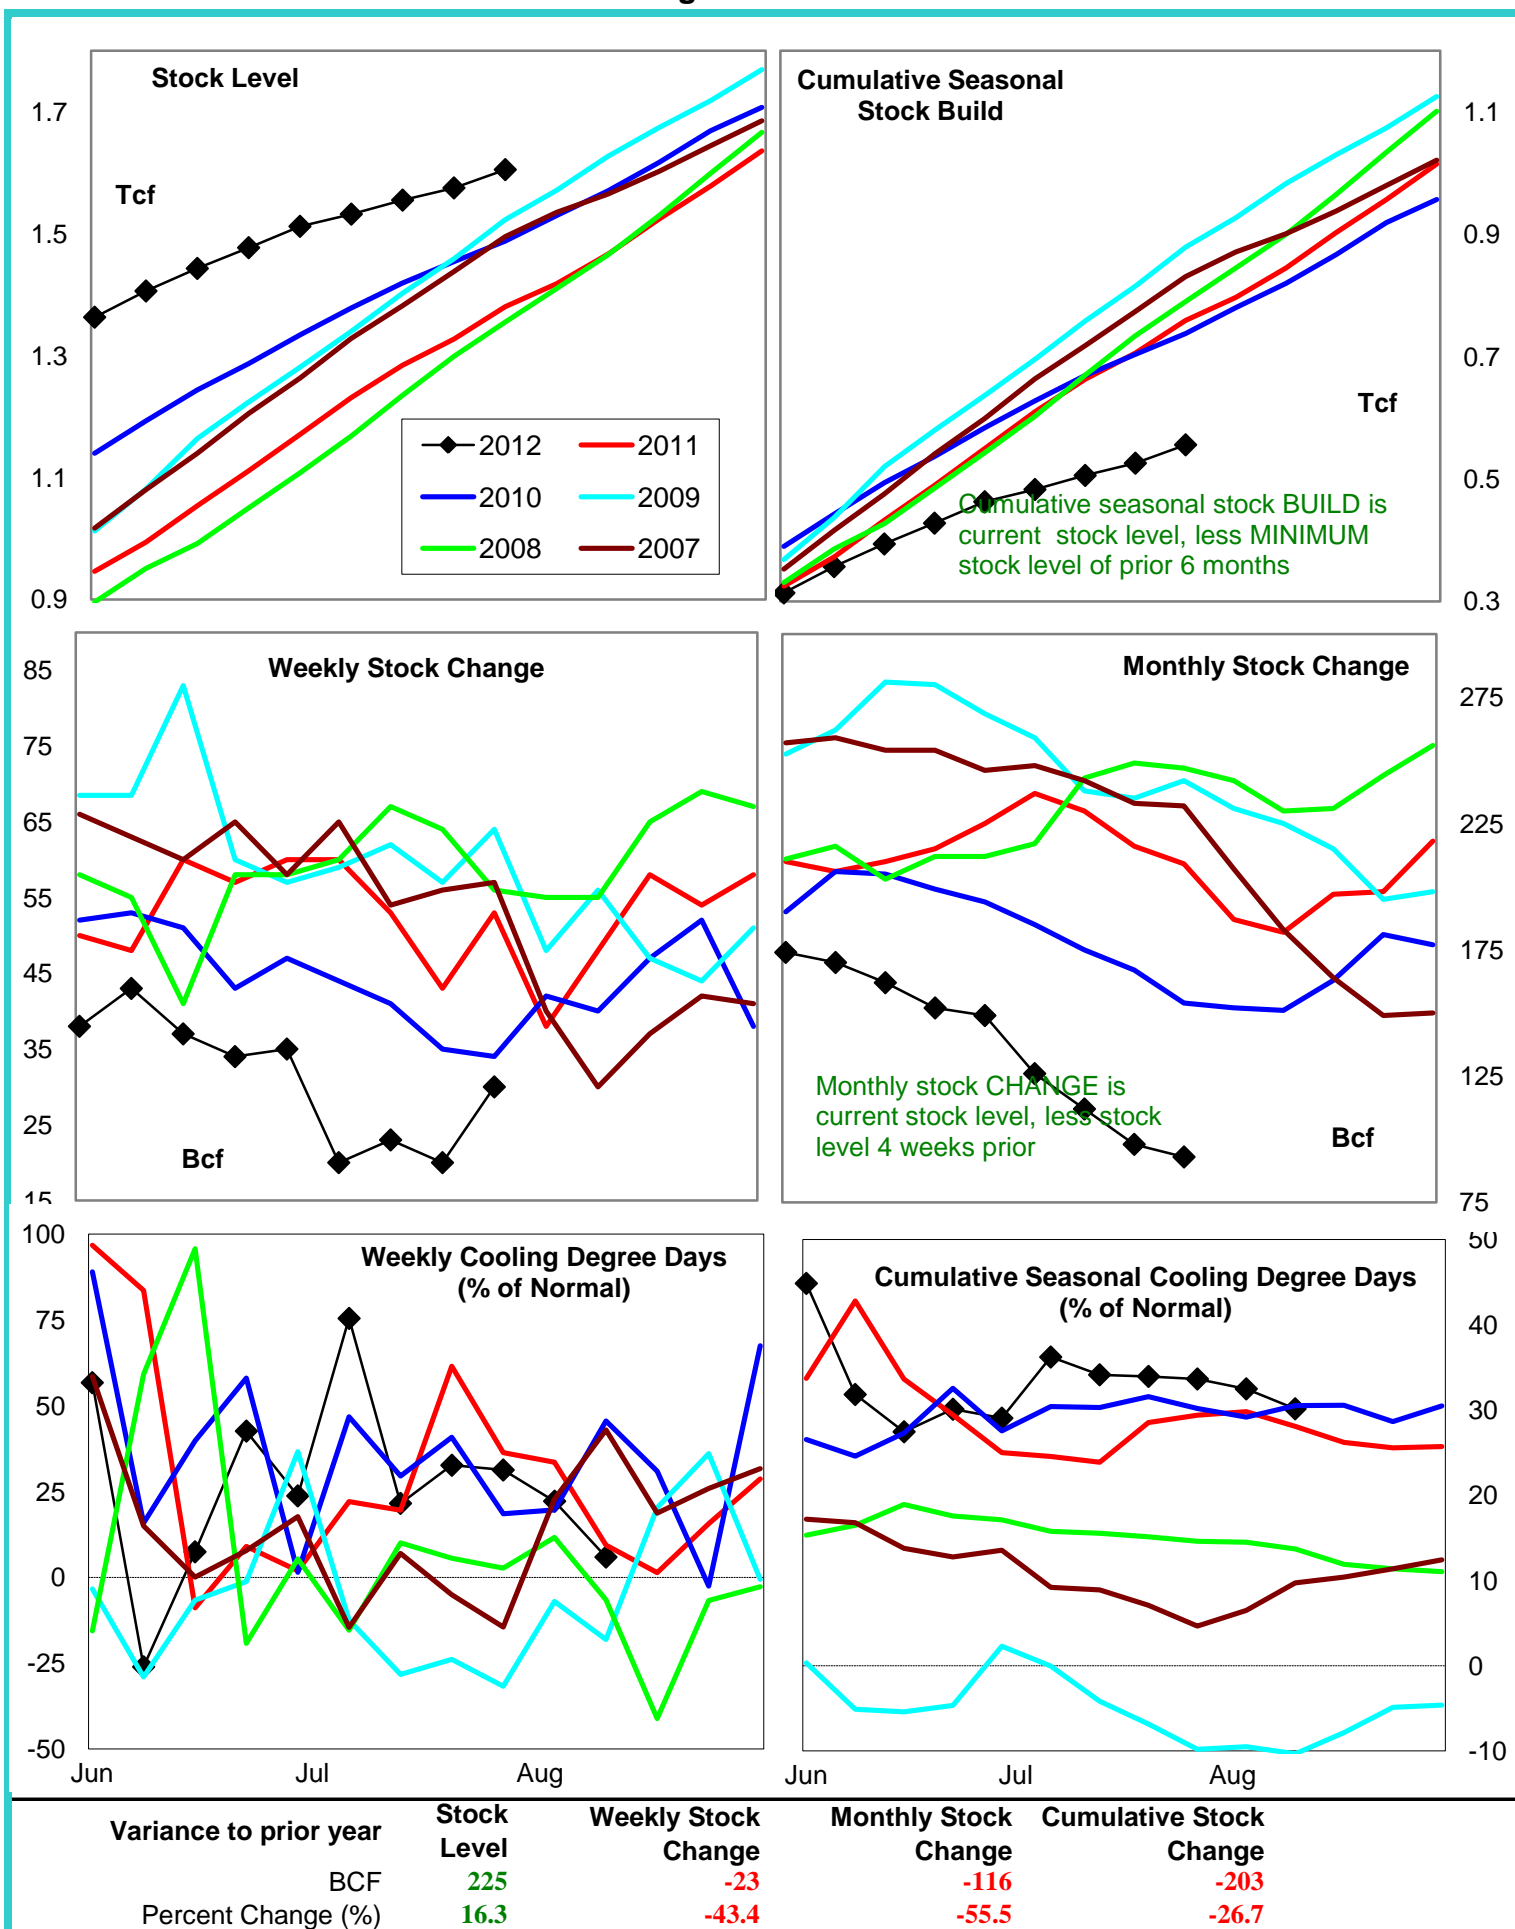 Stock Level
Tcf
1.7
1.5
1.3
1.1
0.9
2012
2011
2010
2009
2008
2007
Cumulative Seasonal
Stock Build
Tcf
1.1
0.9
0.7
0.5
0.3
Cumulative seasonal stock BUILD is
current stock level, less MINIMUM
stock level of prior 6 months
Weekly Stock Change
85
75
65
55
45
35
25
15
Bcf
Monthly Stock Change
275
225
175
125
75
Monthly stock CHANGE is
current stock level, less stock
level 4 weeks prior
Bcf
Weekly Cooling Degree Days
(% of Normal)
100
75
50
25
0
-25
-50
Jun
Jul
Aug
Cumulative Seasonal Cooling Degree Days
(% of Normal)
50
40
30
20
10
0
-10
Jun
Jul
Aug
Variance to prior year
Stock
Level
Weekly Stock
Change
Monthly Stock
Change
Cumulative Stock
Change
BCF 225 -23 -116 -203
Percent Change (%) 16.3 -43.4 -55.5 -26.7